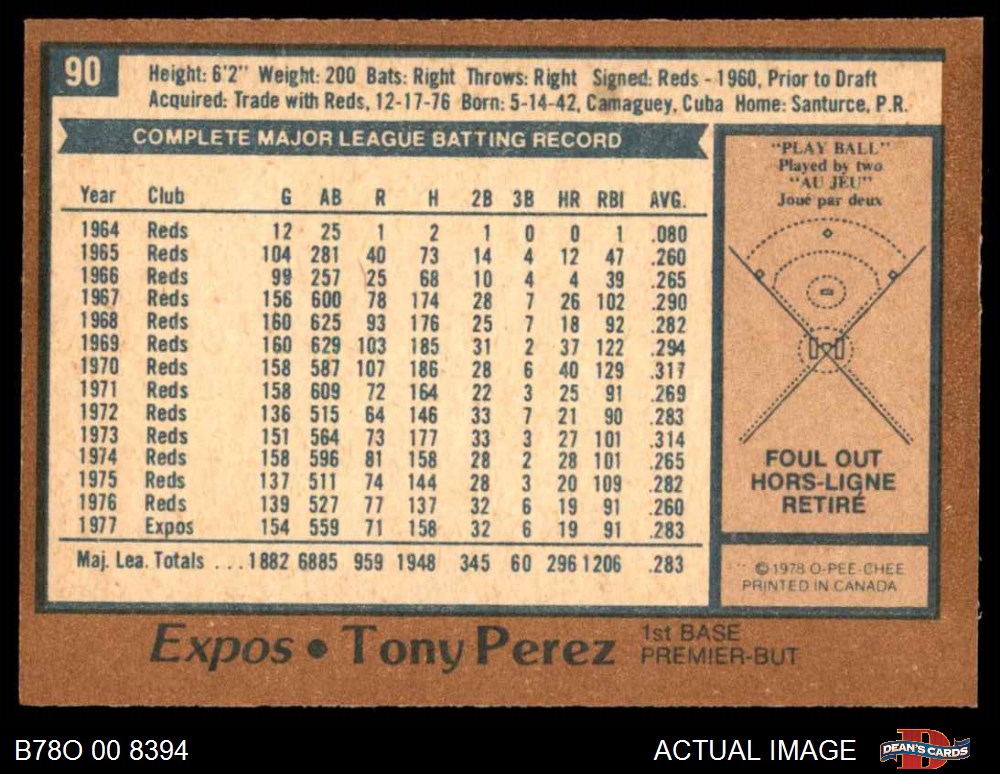 90
Height: 6'2" Weight: 200 Bats: Right Throws: Right Signed: Reds - 1960, Prior to Draft
Acquired: Trade with Reds, 12-17-76 Born: 5-14-42, Camaguey, Cuba Home: Santurce, P.R.
COMPLETE MAJOR LEAGUE BATTING RECORD
Year Club G AB R H 2B 3B HR RBI AVG.
1964 Reds 12 25 1 2 1 0 0 1 .080
1965 Reds 104 281 40 73 14 4 12 47 .260
1966 Reds 99 257 25 68 10 4 4 39 .265
1967 Reds 156 600 78 174 28 7 26 102 .290
1968 Reds 160 625 93 176 25 7 18 92 .282
1969 Reds 160 629 103 185 31 2 37 122 .294
1970 Reds 158 587 107 186 28 6 40 129 .317
1971 Reds 158 609 72 164 22 3 25 91 .269
1972 Reds 136 515 64 146 33 7 21 90 .283
1973 Reds 151 564 73 177 33 3 27 101 .314
1974 Reds 158 596 81 158 28 2 28 101 .265
1975 Reds 137 511 74 144 28 3 20 109 .282
1976 Reds 139 527 77 137 32 6 19 91 .260
1977 Expos 154 559 71 158 32 6 19 91 .283
Maj. Lea. Totals ... 1882 6885 959 1948 345 60 296 1206 .283
"PLAY BALL"
Played by two
"AU JEU"
Joué par deux
FOUL OUT
HORS-LIGNE
RETIRÉ
© 1978 O-PEE-CHEE
PRINTED IN CANADA
Expos • Tony Perez
1st BASE
PREMIER-BUT
B78O 00 8394
ACTUAL IMAGE
DEAN'S CARDS